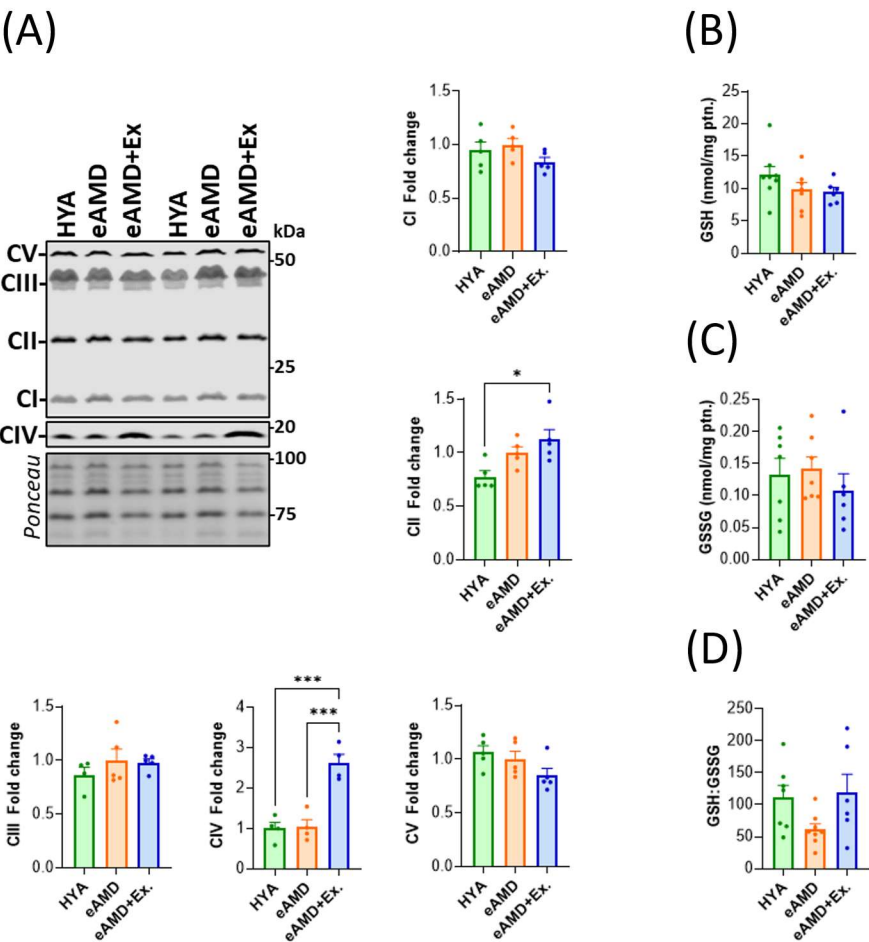 (A)
HYA
eAMD
eAMD+Ex
HYA
eAMD
eAMD+Ex
kDa
CV
50
CIII
CII
25
CI
CIV
20
100
Ponceau
75
CI Fold change
1.5
1.0
0.5
0.0
HYA
eAMD
eAMD+Ex.
(B)
GSH (nmol/mg ptn.)
25
20
15
10
5
0
HYA
eAMD
eAMD+Ex.
CII Fold change
*
1.5
1.0
0.5
0.0
HYA
eAMD
eAMD+Ex.
(C)
GSSG (nmol/mg ptn.)
0.25
0.20
0.15
0.10
0.05
0.00
HYA
eAMD
eAMD+Ex.
CIII Fold change
1.5
1.0
0.5
0.0
HYA
eAMD
eAMD+Ex.
CIV Fold change
***
***
4
3
2
1
0
HYA
eAMD
eAMD+Ex.
CV Fold change
1.5
1.0
0.5
0.0
HYA
eAMD
eAMD+Ex.
(D)
GSH:GSSG
250
200
150
100
50
0
HYA
eAMD
eAMD+Ex.